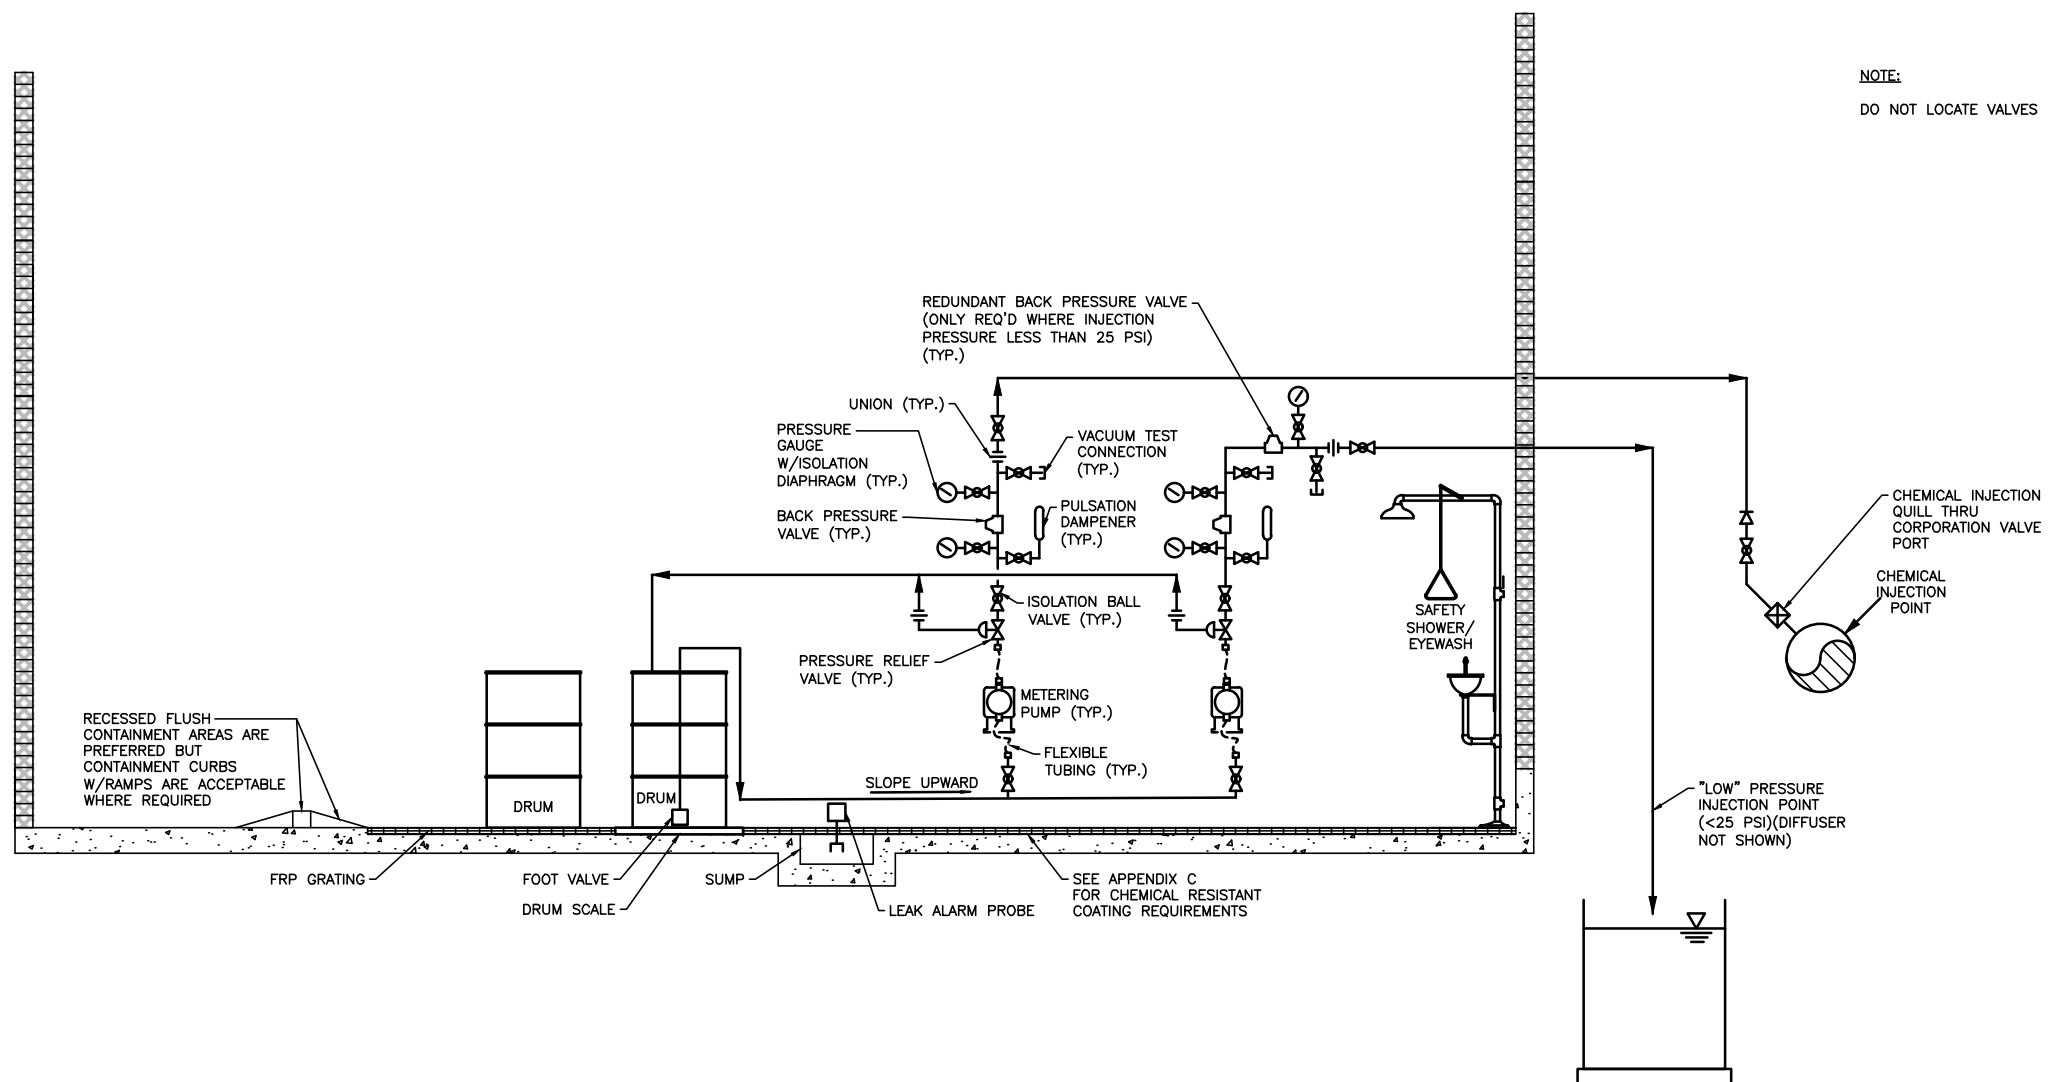 NOTE:
DO NOT LOCATE VALVES
REDUNDANT BACK PRESSURE VALVE
(ONLY REQ'D WHERE INJECTION
PRESSURE LESS THAN 25 PSI)
(TYP.)
UNION (TYP.)
PRESSURE
GAUGE
W/ISOLATION
DIAPHRAGM (TYP.)
VACUUM TEST
CONNECTION
(TYP.)
BACK PRESSURE
VALVE (TYP.)
PULSATION
DAMPENER
(TYP.)
CHEMICAL INJECTION
QUILL THRU
CORPORATION VALVE
PORT
CHEMICAL
INJECTION
POINT
ISOLATION BALL
VALVE (TYP.)
SAFETY
SHOWER/
EYEWASH
PRESSURE RELIEF
VALVE (TYP.)
METERING
PUMP (TYP.)
RECESSED FLUSH
CONTAINMENT AREAS ARE
PREFERRED BUT
CONTAINMENT CURBS
W/RAMPS ARE ACCEPTABLE
WHERE REQUIRED
FLEXIBLE
TUBING (TYP.)
SLOPE UPWARD
DRUM
DRUM
"LOW" PRESSURE
INJECTION POINT
(<25 PSI)(DIFFUSER
NOT SHOWN)
FRP GRATING
FOOT VALVE
DRUM SCALE
SUMP
LEAK ALARM PROBE
SEE APPENDIX C
FOR CHEMICAL RESISTANT
COATING REQUIREMENTS